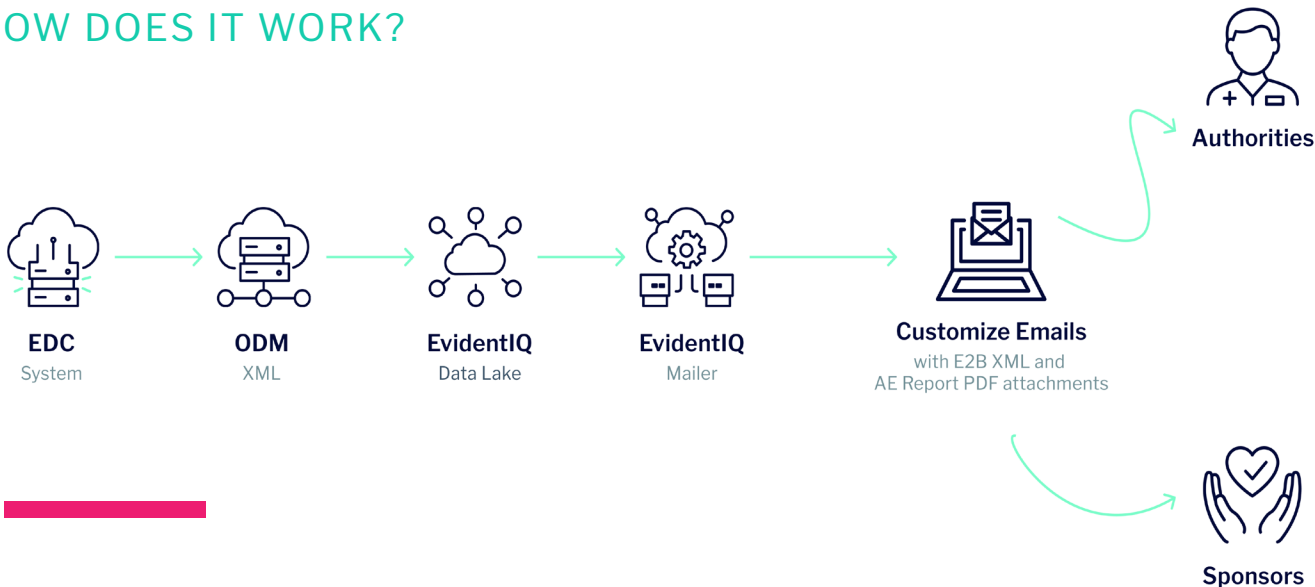 OW DOES IT WORK?
Authorities
EDC
System
ODM
XML
EvidentIQ
Data Lake
EvidentIQ
Mailer
Customize Emails
with E2B XML and
AE Report PDF attachments
Sponsors